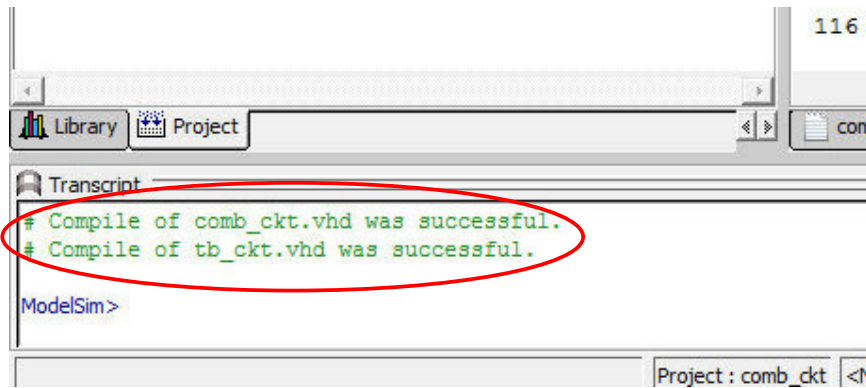 116
Library Project
com
Transcript
# Compile of comb_ckt.vhd was successful.
# Compile of tb_ckt.vhd was successful.
ModelSim>
Project : comb_ckt